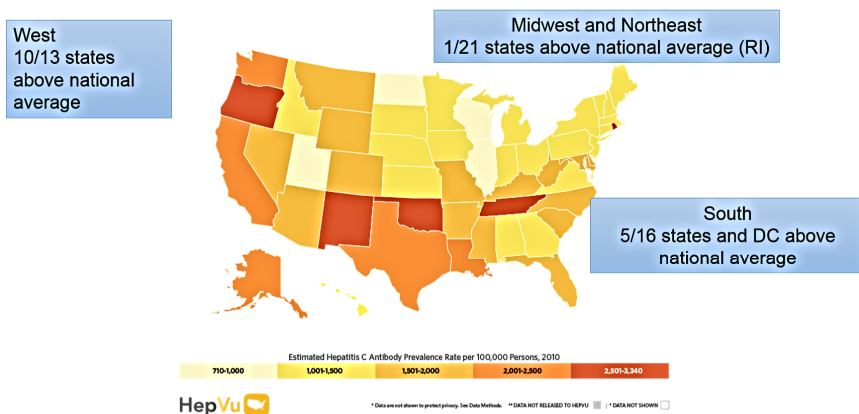 West
10/13 states
above national
average
Midwest and Northeast
1/21 states above national average (RI)
South
5/16 states and DC above
national average
Estimated Hepatitis C Antibody Prevalence Rate per 100,000 Persons, 2010
710-1,000
1,001-1,500
1,501-2,000
2,001-2,500
2,501-3,340
HepVu
* Data are not shown to protect privacy. See Data Methods. ** DATA NOT RELEASED TO HEPVU | * DATA NOT SHOWN